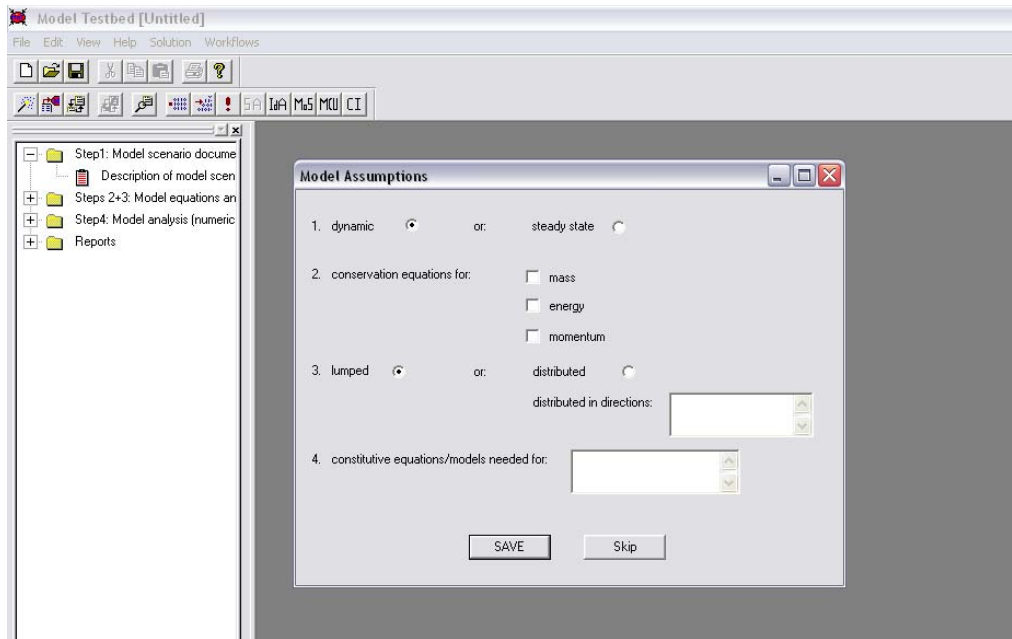 Model Testbed [Untitled]
File Edit View Help Solution Workflows
SA IdA MoS MCU CI
Step1: Model scenario docume
Description of model scen
Steps 2+3: Model equations an
Step4: Model analysis (numeric
Reports
Model Assumptions
1. dynamic or: steady state
2. conservation equations for: mass
energy
momentum
3. lumped or: distributed
distributed in directions:
4. constitutive equations/models needed for:
SAVE Skip